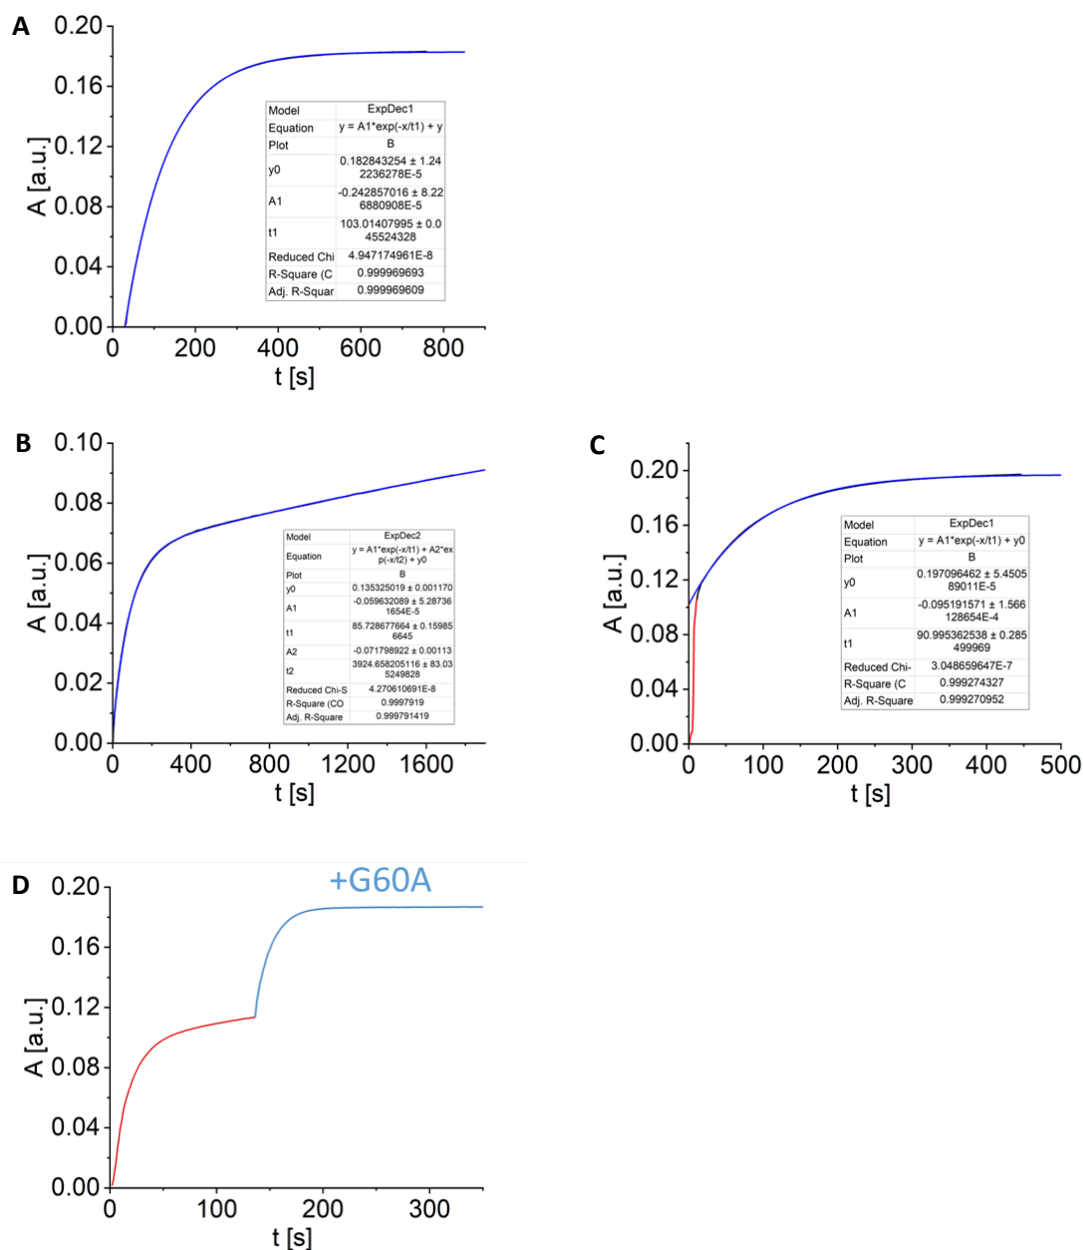 A
A [a.u.]
0.20
0.16
0.12
0.08
0.04
0.00
0 200 400 600 800
t [s]
Model ExpDec1
Equation y = A1*exp(-x/t1) + y
Plot B
y0 0.182843254 ± 1.24
2236278E-5
A1 -0.242857016 ± 8.22
6880908E-5
t1 103.01407995 ± 0.0
45524328
Reduced Chi 4.947174961E-8
R-Square (C 0.999969693
Adj. R-Squar 0.999969609
B
A [a.u.]
0.10
0.08
0.06
0.04
0.02
0.00
0 400 800 1200 1600
t [s]
Model ExpDec2
Equation y = A1*exp(-x/t1) + A2*ex
p(-x/t2) + y0
Plot B
y0 0.135325019 ± 0.001170
A1 -0.059632089 ± 5.28736
1654E-5
t1 85.728677664 ± 0.15985
6645
A2 -0.071798922 ± 0.00113
t2 3924.658205116 ± 83.03
5249828
Reduced Chi-S 4.270610691E-8
R-Square (CO 0.9997919
Adj. R-Square 0.999791419
C
A [a.u.]
0.20
0.16
0.12
0.08
0.04
0.00
0 100 200 300 400 500
t [s]
Model ExpDec1
Equation y = A1*exp(-x/t1) + y0
Plot B
y0 0.197096462 ± 5.4505
89011E-5
A1 -0.095191571 ± 1.566
128654E-4
t1 90.995362538 ± 0.285
499969
Reduced Chi- 3.048659647E-7
R-Square (C 0.999274327
Adj. R-Square 0.999270952
D
+G60A
A [a.u.]
0.20
0.16
0.12
0.08
0.04
0.00
0 100 200 300
t [s]